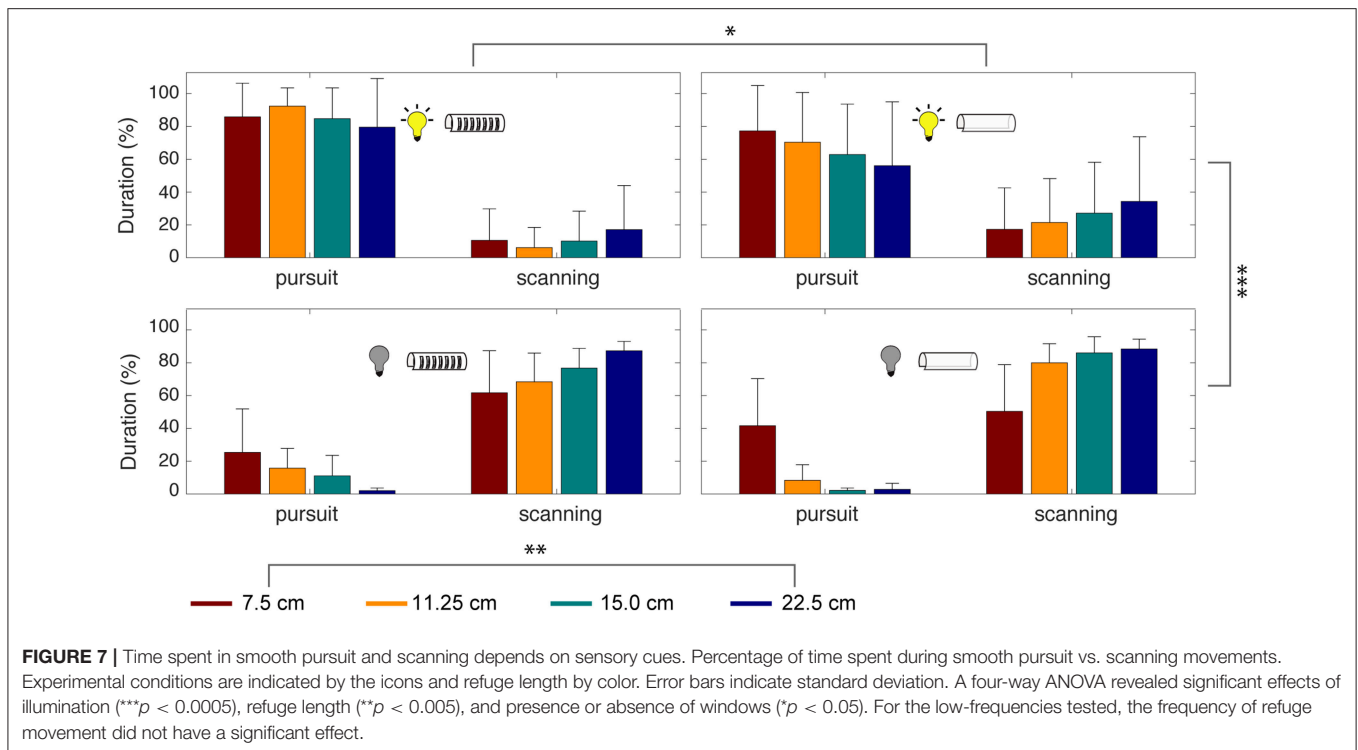 *
Duration (%)
100
80
60
40
20
0
pursuit
scanning
pursuit
scanning
***
Duration (%)
100
80
60
40
20
0
pursuit
scanning
pursuit
scanning
**
7.5 cm
11.25 cm
15.0 cm
22.5 cm
FIGURE 7 | Time spent in smooth pursuit and scanning depends on sensory cues. Percentage of time spent during smooth pursuit vs. scanning movements.
Experimental conditions are indicated by the icons and refuge length by color. Error bars indicate standard deviation. A four-way ANOVA revealed significant effects of
illumination (***p < 0.0005), refuge length (**p < 0.005), and presence or absence of windows (*p < 0.05). For the low-frequencies tested, the frequency of refuge
movement did not have a significant effect.